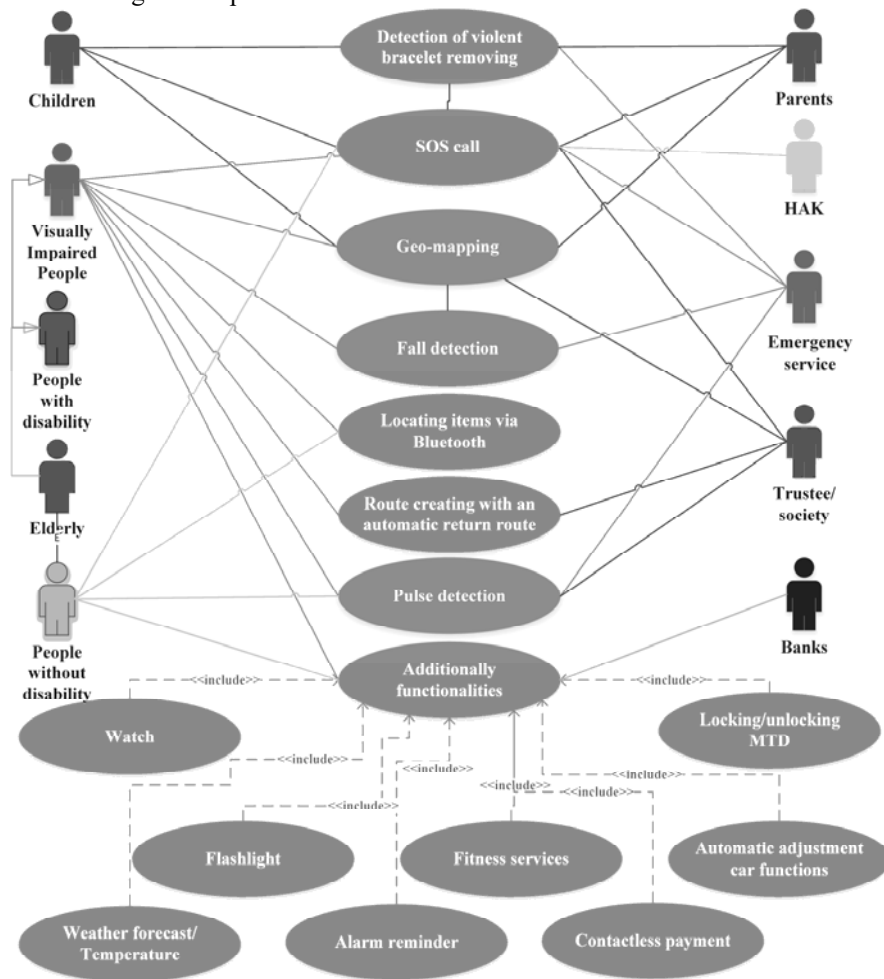 Detection of violent
bracelet removing
Children
Parents
SOS call
HAK
Visually
Impaired
People
Geo-mapping
Emergency
service
People
with
disability
Fall detection
Locating items via
Bluetooth
Elderly
Route creating with an
automatic return route
Trustee/
society
People
without
disability
Pulse detection
Banks
Additionally
functionalities
<<include>>
<<include>>
Watch
Locking/unlocking
MTD
<<include>>
<<include>>
<<include>>
<<include>>
<<include>>
<<include>>
Flashlight
Fitness services
Automatic adjustment
car functions
Weather forecast/
Temperature
Alarm reminder
Contactless payment